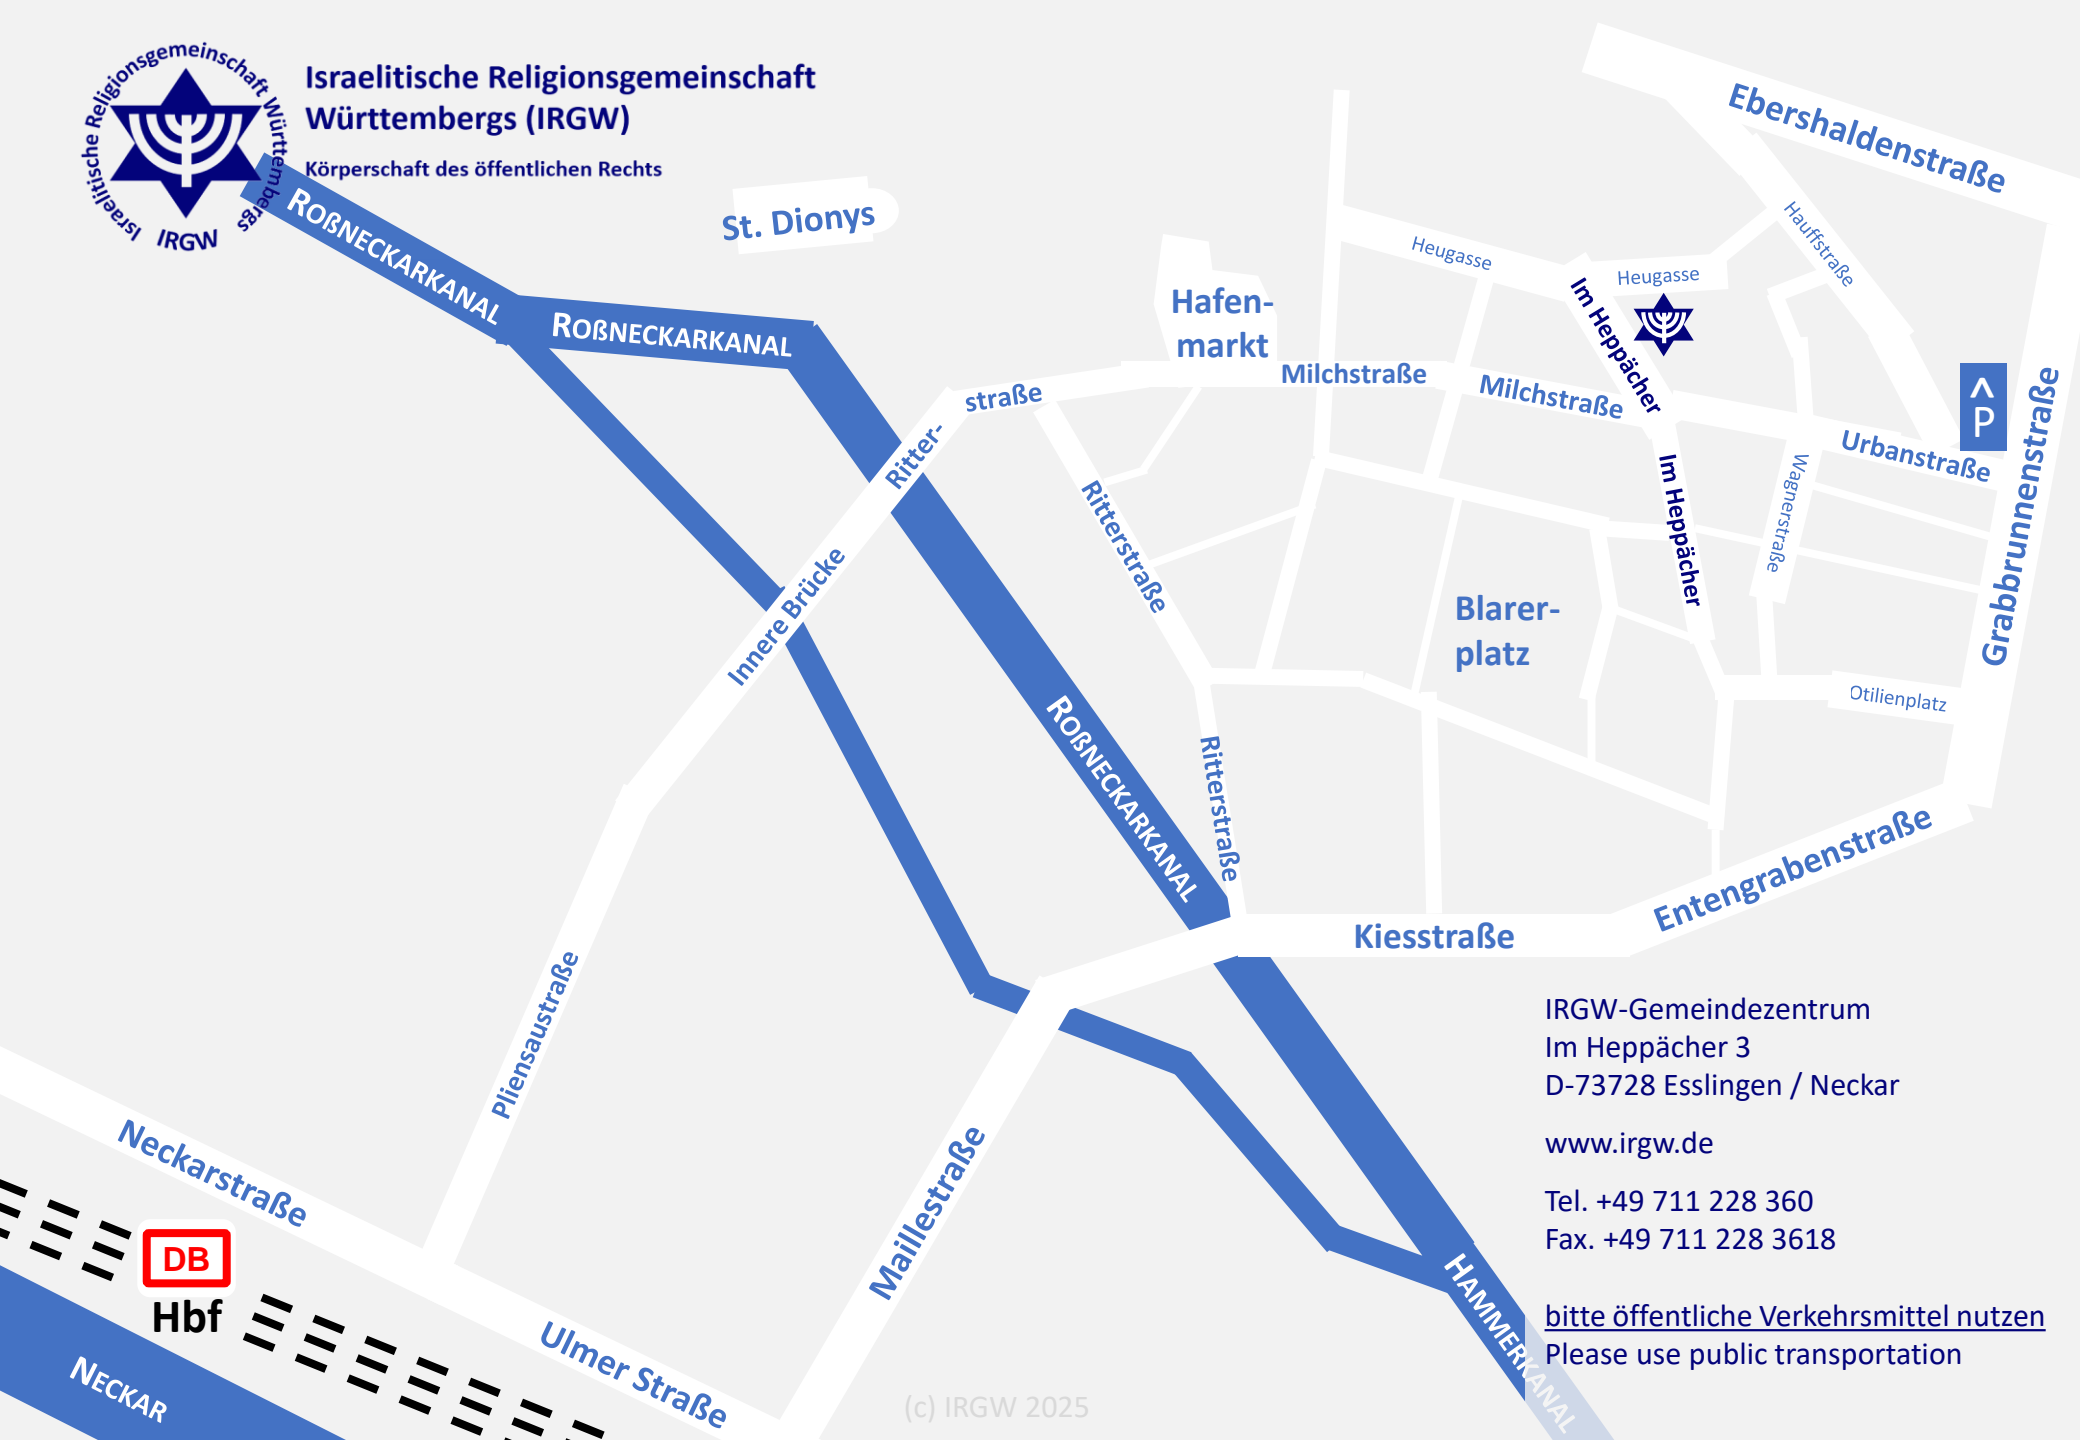 Israelitische Religionsgemeinschaft Württembergs
IRGW
Israelitische Religionsgemeinschaft
Württembergs (IRGW)
Körperschaft des öffentlichen Rechts
ROßNECKARKANAL
ROßNECKARKANAL
St. Dionys
Hafen-
markt
Heugasse
Heugasse
Ebershaldenstraße
Hauffstraße
Im Heppächer
Milchstraße
Milchstraße
Urbanstraße
^
P
Grabbrunnenstraße
straße
Ritter-
Innere Brücke
Ritterstraße
Im Heppächer
Wagnerstraße
Blarer-
platz
Otilienplatz
ROßNECKARKANAL
Ritterstraße
Entengrabenstraße
Kiesstraße
Pliensaustraße
Maillestraße
Neckarstraße
DB
Hbf
NECKAR
Ulmer Straße
HAMMERKANAL
IRGW-Gemeindezentrum
Im Heppächer 3
D-73728 Esslingen / Neckar
www.irgw.de
Tel. +49 711 228 360
Fax. +49 711 228 3618
bitte öffentliche Verkehrsmittel nutzen
Please use public transportation
(c) IRGW 2025